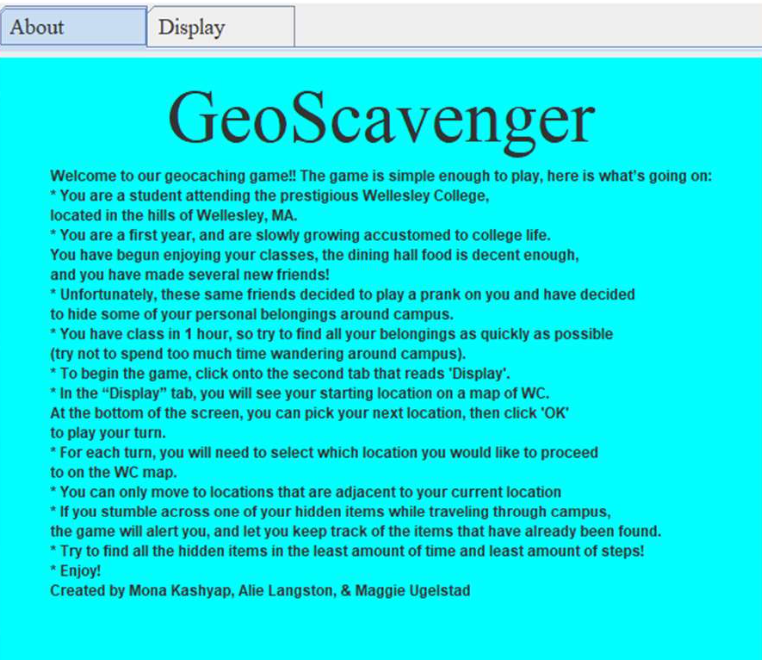 About
Display
GeoScavenger
Welcome to our geocaching game!! The game is simple enough to play, here is what's going on:
* You are a student attending the prestigious Wellesley College,
located in the hills of Wellesley, MA.
* You are a first year, and are slowly growing accustomed to college life.
You have begun enjoying your classes, the dining hall food is decent enough,
and you have made several new friends!
* Unfortunately, these same friends decided to play a prank on you and have decided
to hide some of your personal belongings around campus.
* You have class in 1 hour, so try to find all your belongings as quickly as possible
(try not to spend too much time wandering around campus).
* To begin the game, click onto the second tab that reads 'Display'.
* In the “Display” tab, you will see your starting location on a map of WC.
At the bottom of the screen, you can pick your next location, then click 'OK'
to play your turn.
* For each turn, you will need to select which location you would like to proceed
to on the WC map.
* You can only move to locations that are adjacent to your current location
* If you stumble across one of your hidden items while traveling through campus,
the game will alert you, and let you keep track of the items that have already been found.
* Try to find all the hidden items in the least amount of time and least amount of steps!
* Enjoy!
Created by Mona Kashyap, Alie Langston, & Maggie Ugelstad